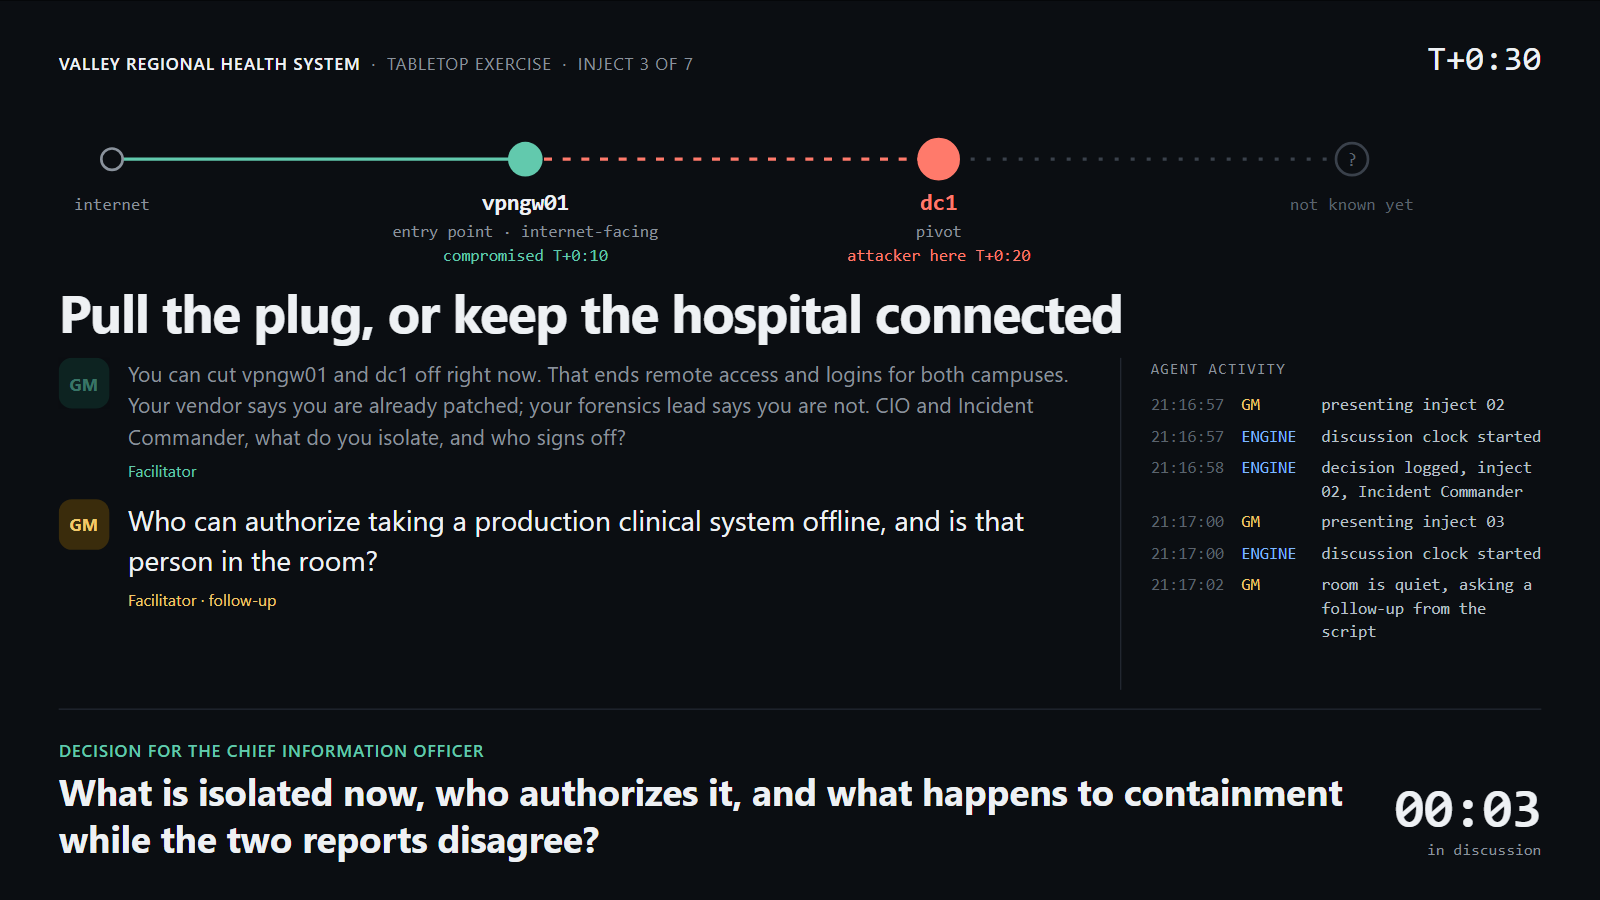 VALLEY REGIONAL HEALTH SYSTEM · TABLETOP EXERCISE · INJECT 3 OF 7
T+0:30
?
internet
vpngw01
entry point · internet-facing
compromised T+0:10
dc1
pivot
attacker here T+0:20
not known yet
Pull the plug, or keep the hospital connected
GM
You can cut vpngw01 and dc1 off right now. That ends remote access and logins for both campuses.
Your vendor says you are already patched; your forensics lead says you are not. CIO and Incident
Commander, what do you isolate, and who signs off?
Facilitator
GM
Who can authorize taking a production clinical system offline, and is that
person in the room?
Facilitator · follow-up
AGENT ACTIVITY
21:16:57 GM presenting inject 02
21:16:57 ENGINE discussion clock started
21:16:58 ENGINE decision logged, inject
02, Incident Commander
21:17:00 GM presenting inject 03
21:17:00 ENGINE discussion clock started
21:17:02 GM room is quiet, asking a
follow-up from the
script
DECISION FOR THE CHIEF INFORMATION OFFICER
What is isolated now, who authorizes it, and what happens to containment
while the two reports disagree?
00:03
in discussion